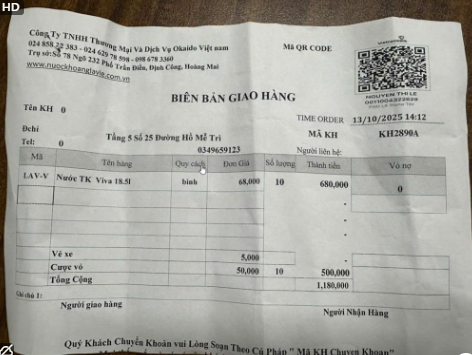 HD
Công Ty TNHH Thương Mại Và Dịch Vụ Okaido Việt nam
024 858 22 383 - 024 629 78 598 - 098 678 3360
Trụ sở: Số 78 Ngõ 232 Phố Trần Điền, Định Công, Hoàng Mai
www.nuockhoanglavie.com.vn
Mã QR CODE
NGUYEN THI LE
BIÊN BẢN GIAO HÀNG
TIME ORDER 13/10/2025 14:12
Tên KH 0
MÃ KH KH2890A
Đchỉ Tầng 5 Số 25 Đường Hồ Mễ Trì
Người liên hệ:
Tel: 0 0349659123
Mã Tên hàng Quy cách Đơn Giá Số lượng Thành tiền Vỏ nợ
LAV-V Nước TK Viva 18.5l bình 68,000 10 680,000 0
Vé xe 5,000
Cược vỏ 50,000 10 500,000
Tổng Cộng 1,180,000
Ghi chú 1:
Người giao hàng Người Nhận Hàng
Quý Khách Chuyển Khoản vui Lòng Soạn Theo Cú Pháp " Mã KH Chuyen Khoan"